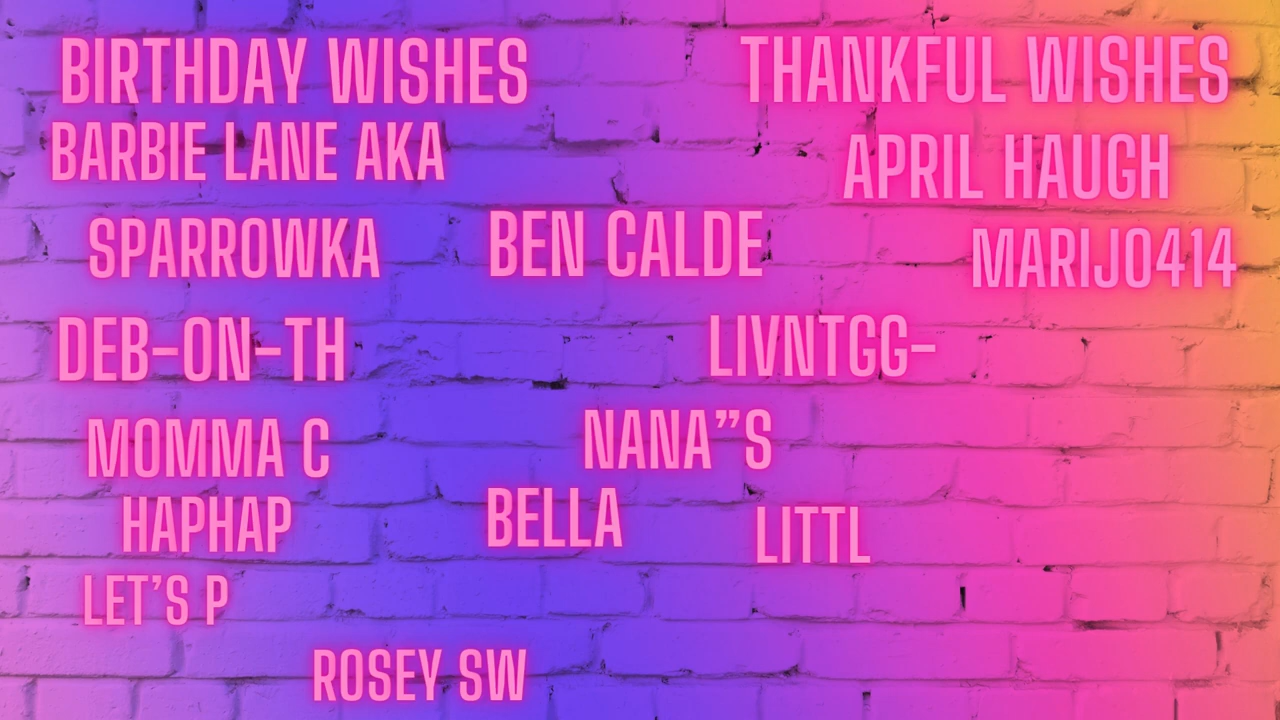 BIRTHDAY WISHES
BARBIE LANE AKA
SPARROWKA
DEB-ON-TH
MOMMA C
HAPHAP
LET'S P
ROSEY SW
BEN CALDE
THANKFUL WISHES
APRIL HAUGH
MARIJO414
LIVNTGG-
NANA”S
BELLA
LITTL